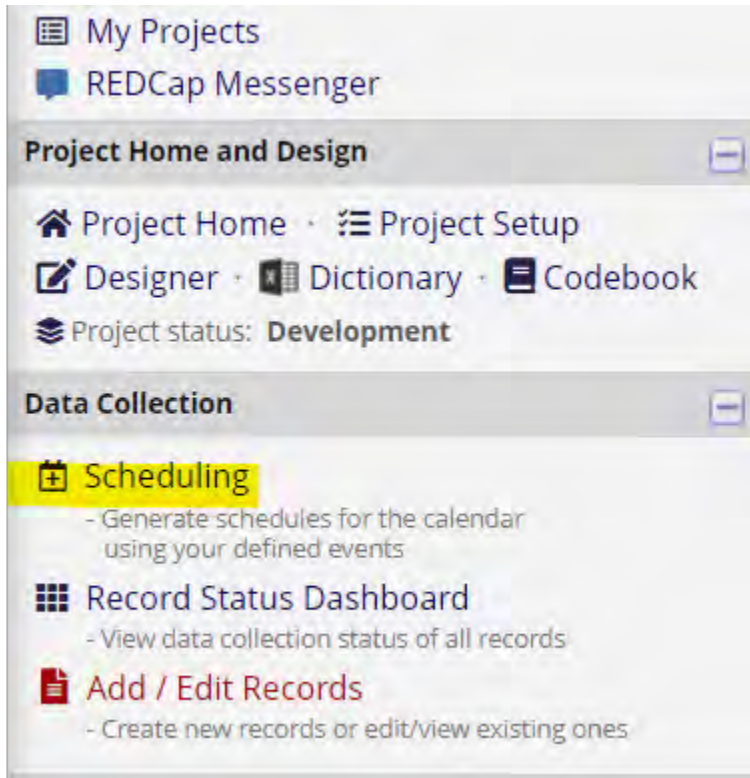 My Projects
REDCap Messenger
Project Home and Design
Project Home · Project Setup
Designer · Dictionary · Codebook
Project status: Development
Data Collection
Scheduling
- Generate schedules for the calendar
using your defined events
Record Status Dashboard
- View data collection status of all records
Add / Edit Records
- Create new records or edit/view existing ones